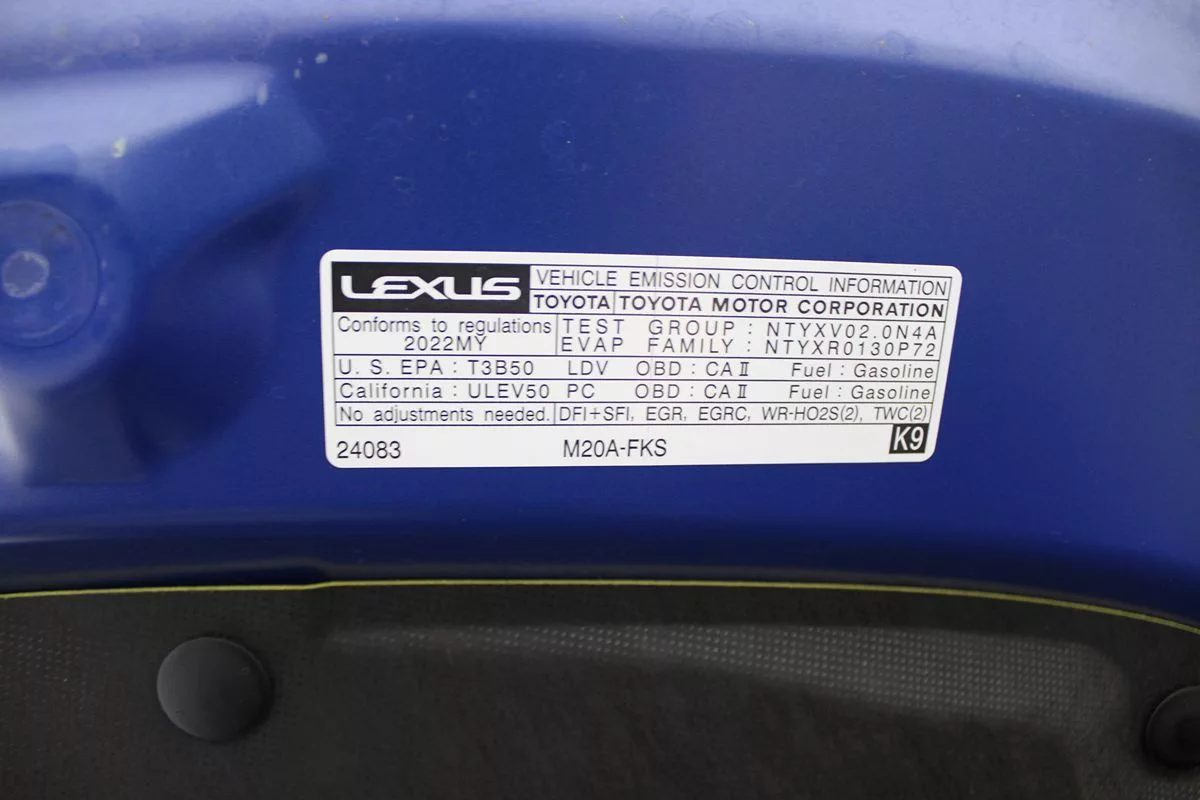 LEXUS VEHICLE EMISSION CONTROL INFORMATION
TOYOTA TOYOTA MOTOR CORPORATION
Conforms to regulations TEST GROUP : NTYXV02.0N4A
2022MY EVAP FAMILY : NTYXR0130P72
U. S. EPA : T3B50 LDV OBD : CAⅡ Fuel : Gasoline
California : ULEV50 PC OBD : CAⅡ Fuel : Gasoline
No adjustments needed. DFI+SFI, EGR, EGRC, WR-HO2S(2), TWC(2)
24083 M20A-FKS K9